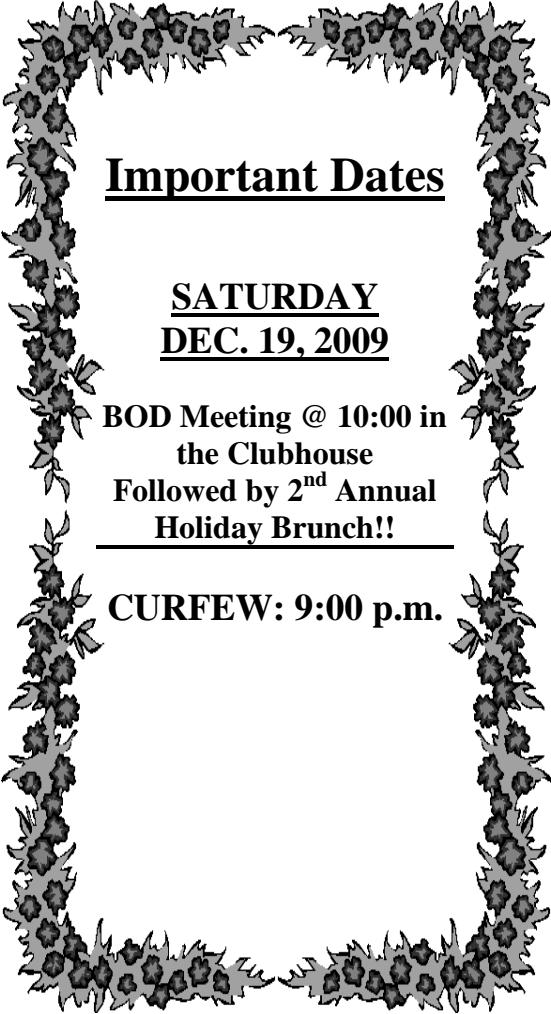 Important Dates
SATURDAY
DEC. 19, 2009
BOD Meeting @ 10:00 in
the Clubhouse
Followed by 2nd Annual
Holiday Brunch!!
CURFEW: 9:00 p.m.